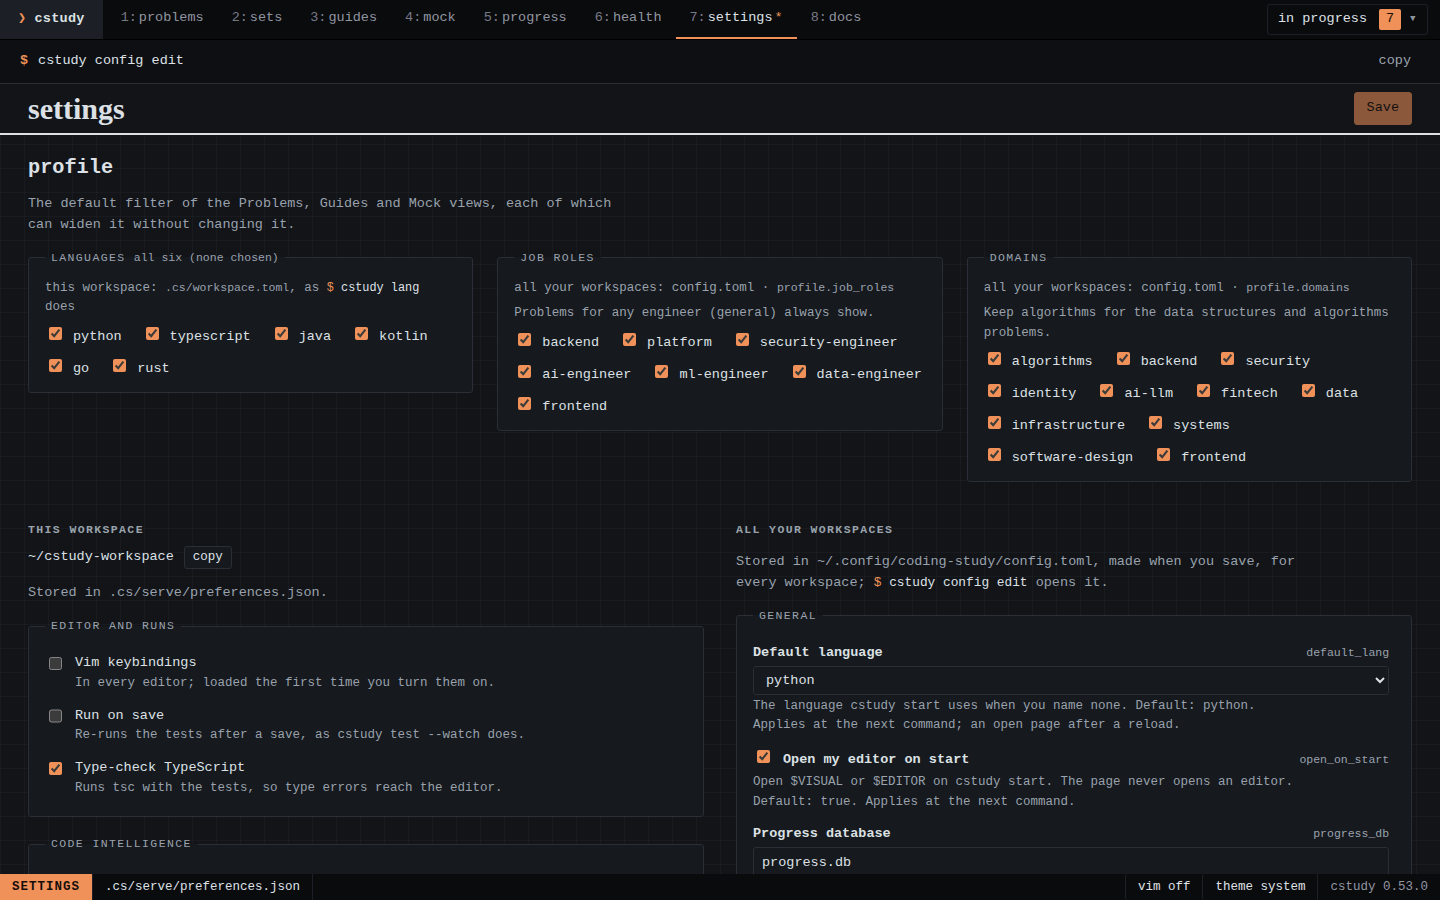 ❯ cstudy 1:problems 2:sets 3:guides 4:mock 5:progress 6:health 7:settings* 8:docs in progress 7 ▼
$ cstudy config edit copy
settings Save
profile
The default filter of the Problems, Guides and Mock views, each of which
can widen it without changing it.
LANGUAGES all six (none chosen)
this workspace: .cs/workspace.toml, as $ cstudy lang
does
python typescript java kotlin
go rust
JOB ROLES
all your workspaces: config.toml · profile.job_roles
Problems for any engineer (general) always show.
backend platform security-engineer
ai-engineer ml-engineer data-engineer
frontend
DOMAINS
all your workspaces: config.toml · profile.domains
Keep algorithms for the data structures and algorithms
problems.
algorithms backend security
identity ai-llm fintech data
infrastructure systems
software-design frontend
THIS WORKSPACE
~/cstudy-workspace copy
Stored in .cs/serve/preferences.json.
EDITOR AND RUNS
Vim keybindings
In every editor; loaded the first time you turn them on.
Run on save
Re-runs the tests after a save, as cstudy test --watch does.
Type-check TypeScript
Runs tsc with the tests, so type errors reach the editor.
CODE INTELLIGENCE
ALL YOUR WORKSPACES
Stored in ~/.config/coding-study/config.toml, made when you save, for
every workspace; $ cstudy config edit opens it.
GENERAL
Default language default_lang
python
The language cstudy start uses when you name none. Default: python.
Applies at the next command; an open page after a reload.
Open my editor on start open_on_start
Open $VISUAL or $EDITOR on cstudy start. The page never opens an editor.
Default: true. Applies at the next command.
Progress database progress_db
progress.db
SETTINGS .cs/serve/preferences.json vim off theme system cstudy 0.53.0